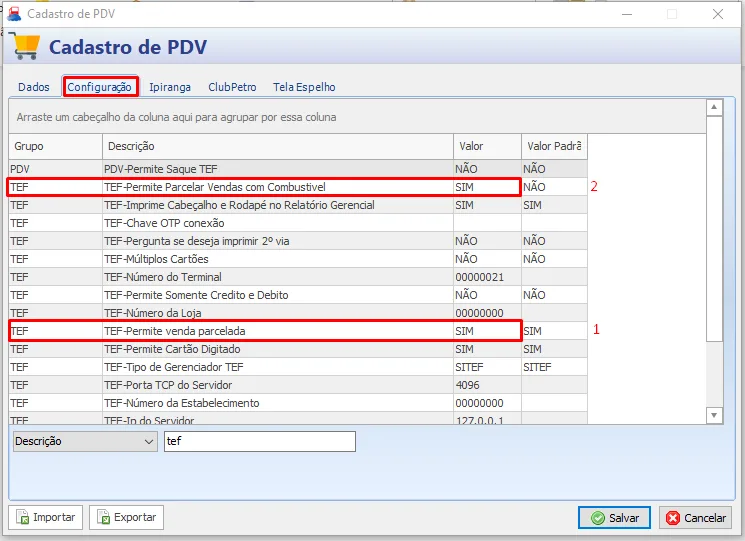 Cadastro de PDV
Cadastro de PDV
Dados Configuração Ipiranga ClubPetro Tela Espelho
Arraste um cabeçalho da coluna aqui para agrupar por essa coluna
Grupo Descrição Valor Valor Padrã
PDV PDV-Permite Saque TEF NÃO NÃO
TEF TEF-Permite Parcelar Vendas com Combustivel SIM NÃO 2
TEF TEF-Imprime Cabeçalho e Rodapé no Relatório Gerencial SIM SIM
TEF TEF-Chave OTP conexão
TEF TEF-Pergunta se deseja imprimir 2º via NÃO NÃO
TEF TEF-Múltiplos Cartões NÃO NÃO
TEF TEF-Número do Terminal 00000021
TEF TEF-Permite Somente Credito e Debito NÃO NÃO
TEF TEF-Número da Loja 00000000
TEF TEF-Permite venda parcelada SIM SIM 1
TEF TEF-Permite Cartão Digitado SIM SIM
TEF TEF-Tipo de Gerenciador TEF SITEF SITEF
TEF TEF-Porta TCP do Servidor 4096
TEF TEF-Número da Estabelecimento 00000000
TEF TEF-Ip do Servidor 127.0.0.1
Descrição tef
Importar Exportar Salvar Cancelar